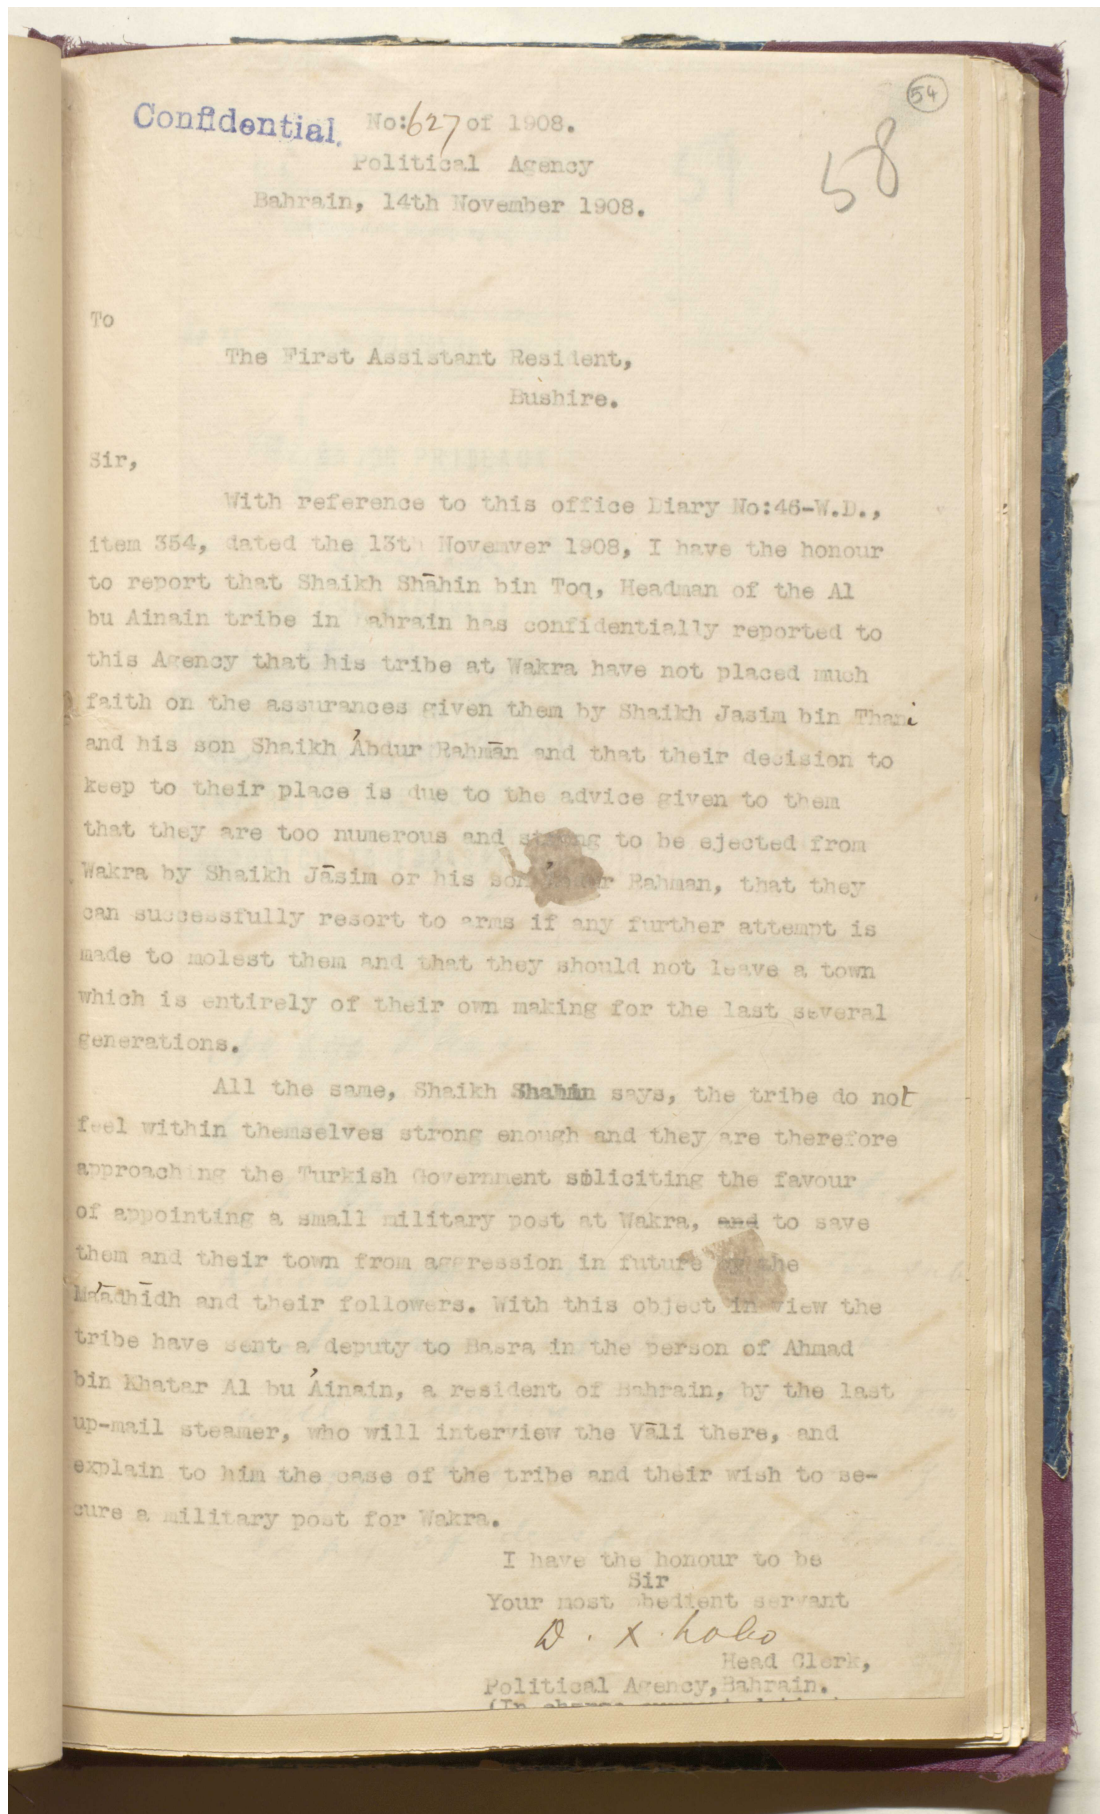 54
58
Confidential. No:627 of 1908.
Political Agency
Bahrain, 14th November 1908.
To
The First Assistant Resident,
Bushire.
Sir,
With reference to this office Diary No:46-W.D.,
item 354, dated the 13th Novemver 1908, I have the honour
to report that Shaikh Shāhin bin Toq, Headman of the Al
bu Ainain tribe in Bahrain has confidentially reported to
this Agency that his tribe at Wakra have not placed much
faith on the assurances given them by Shaikh Jasim bin Thani
and his son Shaikh 'Abdur Rahmān and that their decision to
keep to their place is due to the advice given to them
that they are too numerous and strong to be ejected from
Wakra by Shaikh Jāsim or his son 'Abdur Rahman, that they
can successfully resort to arms if any further attempt is
made to molest them and that they should not leave a town
which is entirely of their own making for the last several
generations.
All the same, Shaikh Shahin says, the tribe do not
feel within themselves strong enough and they are therefore
approaching the Turkish Government soliciting the favour
of appointing a small military post at Wakra, and to save
them and their town from aggression in future by the
Ma'ādhīdh and their followers. With this object in view the
tribe have sent a deputy to Basra in the person of Ahmad
bin Khatar Al bu 'Ainain, a resident of Bahrain, by the last
up-mail steamer, who will interview the Vāli there, and
explain to him the case of the tribe and their wish to se-
cure a military post for Wakra.
I have the honour to be
Sir
Your most obedient servant
D. X. Lobo
Head Clerk,
Political Agency, Bahrain.
(In charge current duties